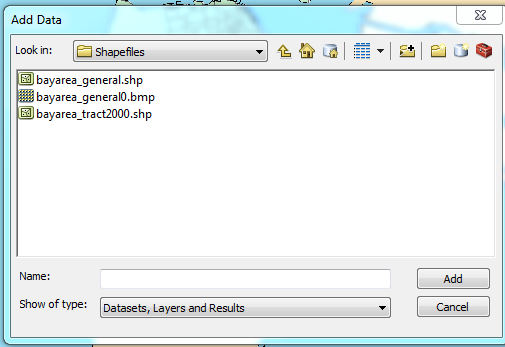 Add Data
Look in: Shapefiles
bayarea_general.shp
bayarea_general0.bmp
bayarea_tract2000.shp
Name: Add
Show of type: Datasets, Layers and Results Cancel